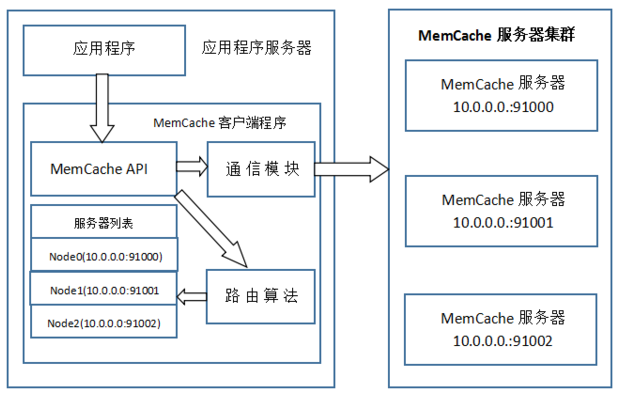 应用程序
应用程序服务器
MemCache 客户端程序
MemCache API
通信模块
服务器列表
Node0(10.0.0.0:91000)
Node1(10.0.0.0:91001
Node2(10.0.0.0:91002)
路由算法
MemCache 服务器集群
MemCache 服务器
10.0.0.0.:91000
MemCache 服务器
10.0.0.0.:91001
MemCache 服务器
10.0.0.0.:91002